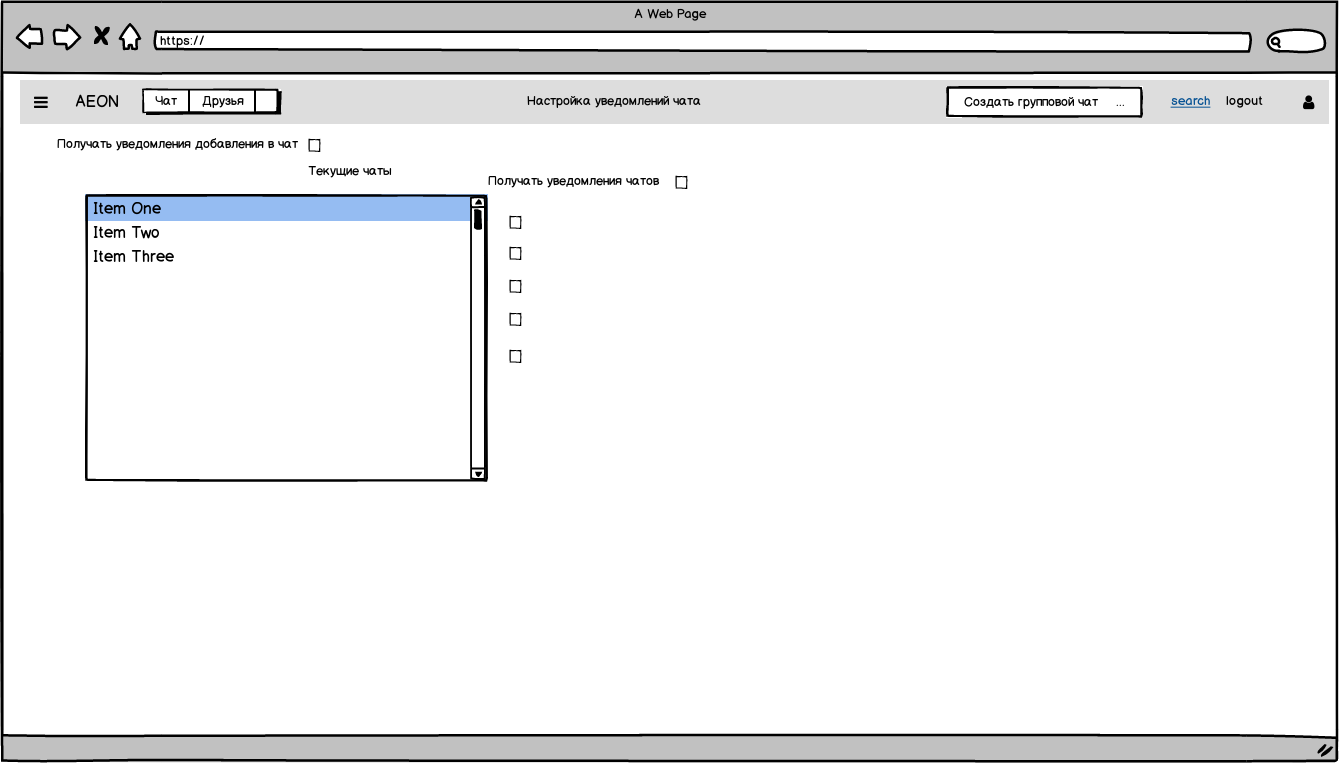 A Web Page
https://
AEON
Чат
Друзья
Настройка уведомлений чата
Создать групповой чат ...
search
logout
Получать уведомления добавления в чат
Текущие чаты
Получать уведомления чатов
Item One
Item Two
Item Three